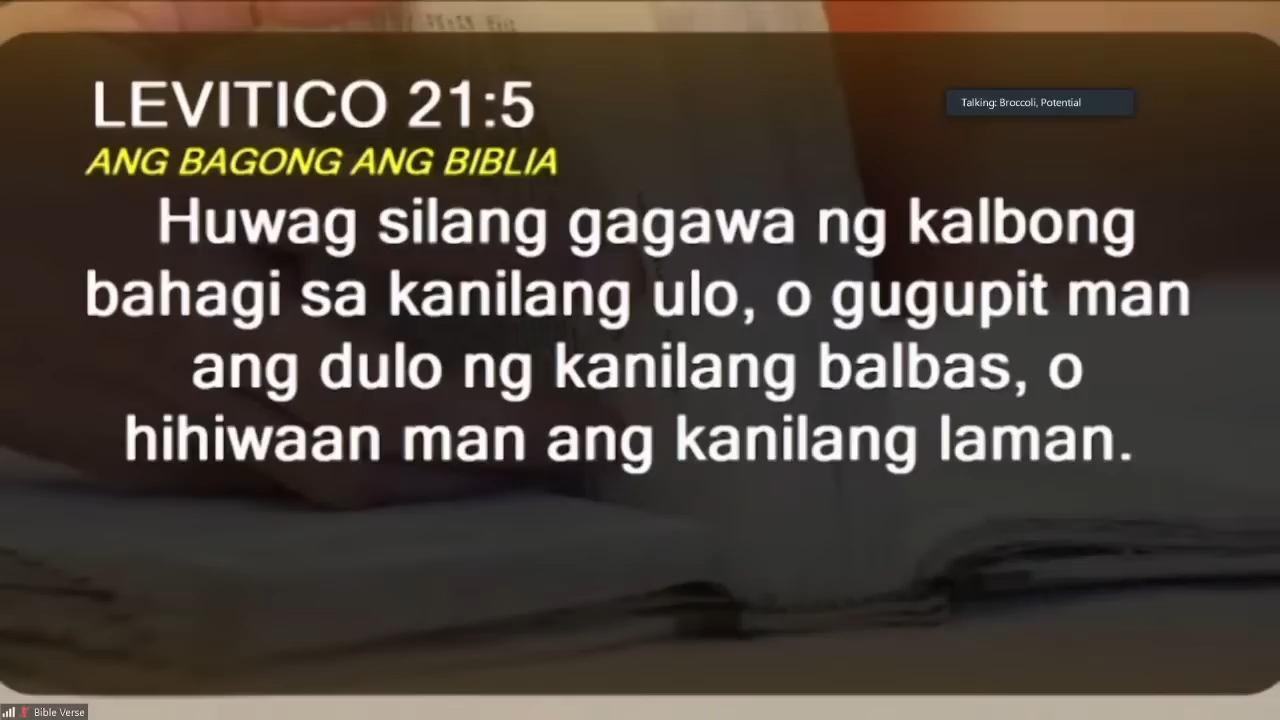 LEVITICO 21:5
Talking: Broccoli, Potential
ANG BAGONG ANG BIBLIA
Huwag silang gagawa ng kalbong
bahagi sa kanilang ulo, o gugupit man
ang dulo ng kanilang balbas, o
hihiwaan man ang kanilang laman.
Bible Verse